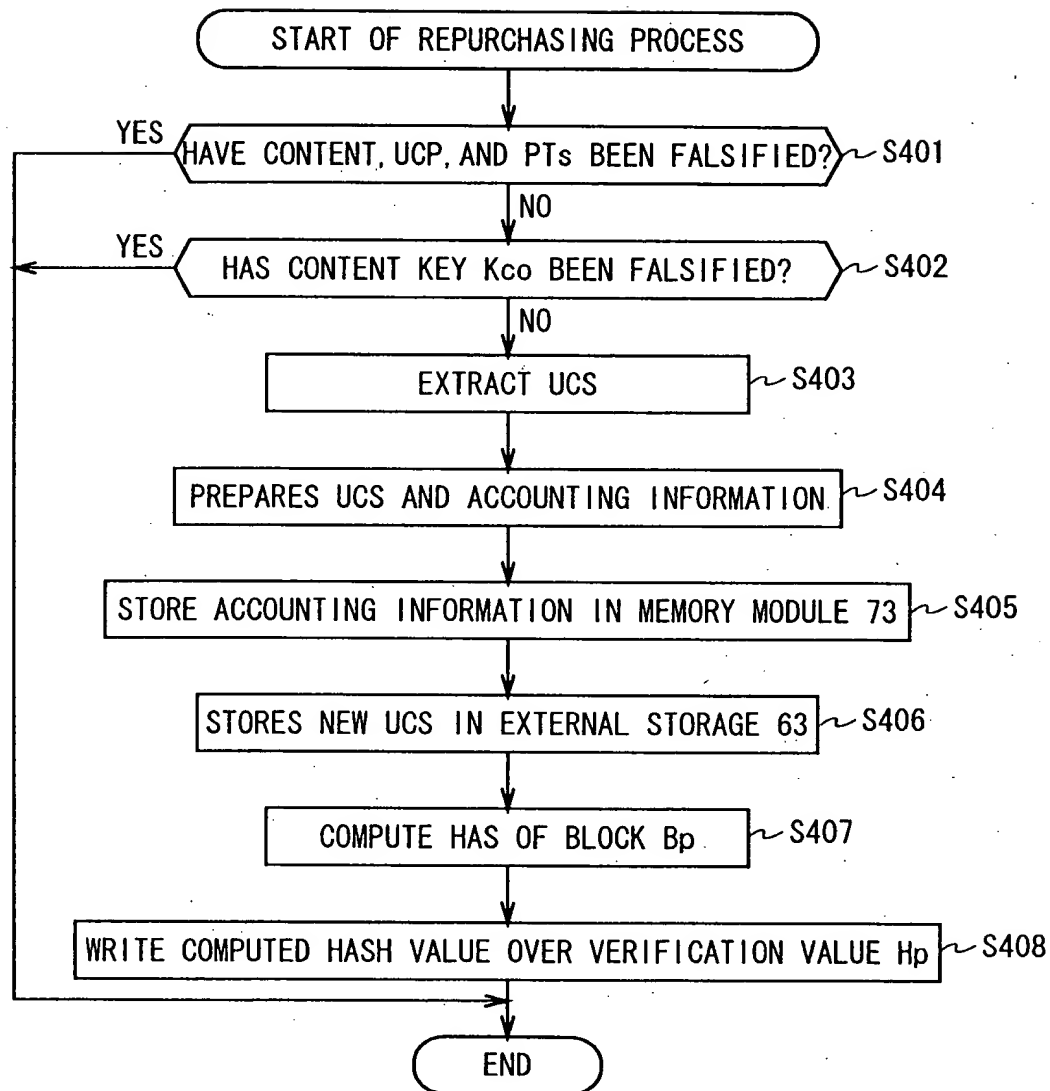 START OF REPURCHASING PROCESS
YES
HAVE CONTENT, UCP, AND PTs BEEN FALSIFIED?
S401
NO
YES
HAS CONTENT KEY Kco BEEN FALSIFIED?
S402
NO
EXTRACT UCS
S403
PREPARES UCS AND ACCOUNTING INFORMATION
S404
STORE ACCOUNTING INFORMATION IN MEMORY MODULE 73
S405
STORES NEW UCS IN EXTERNAL STORAGE 63
S406
COMPUTE HAS OF BLOCK Bp
S407
WRITE COMPUTED HASH VALUE OVER VERIFICATION VALUE Hp
S408
END